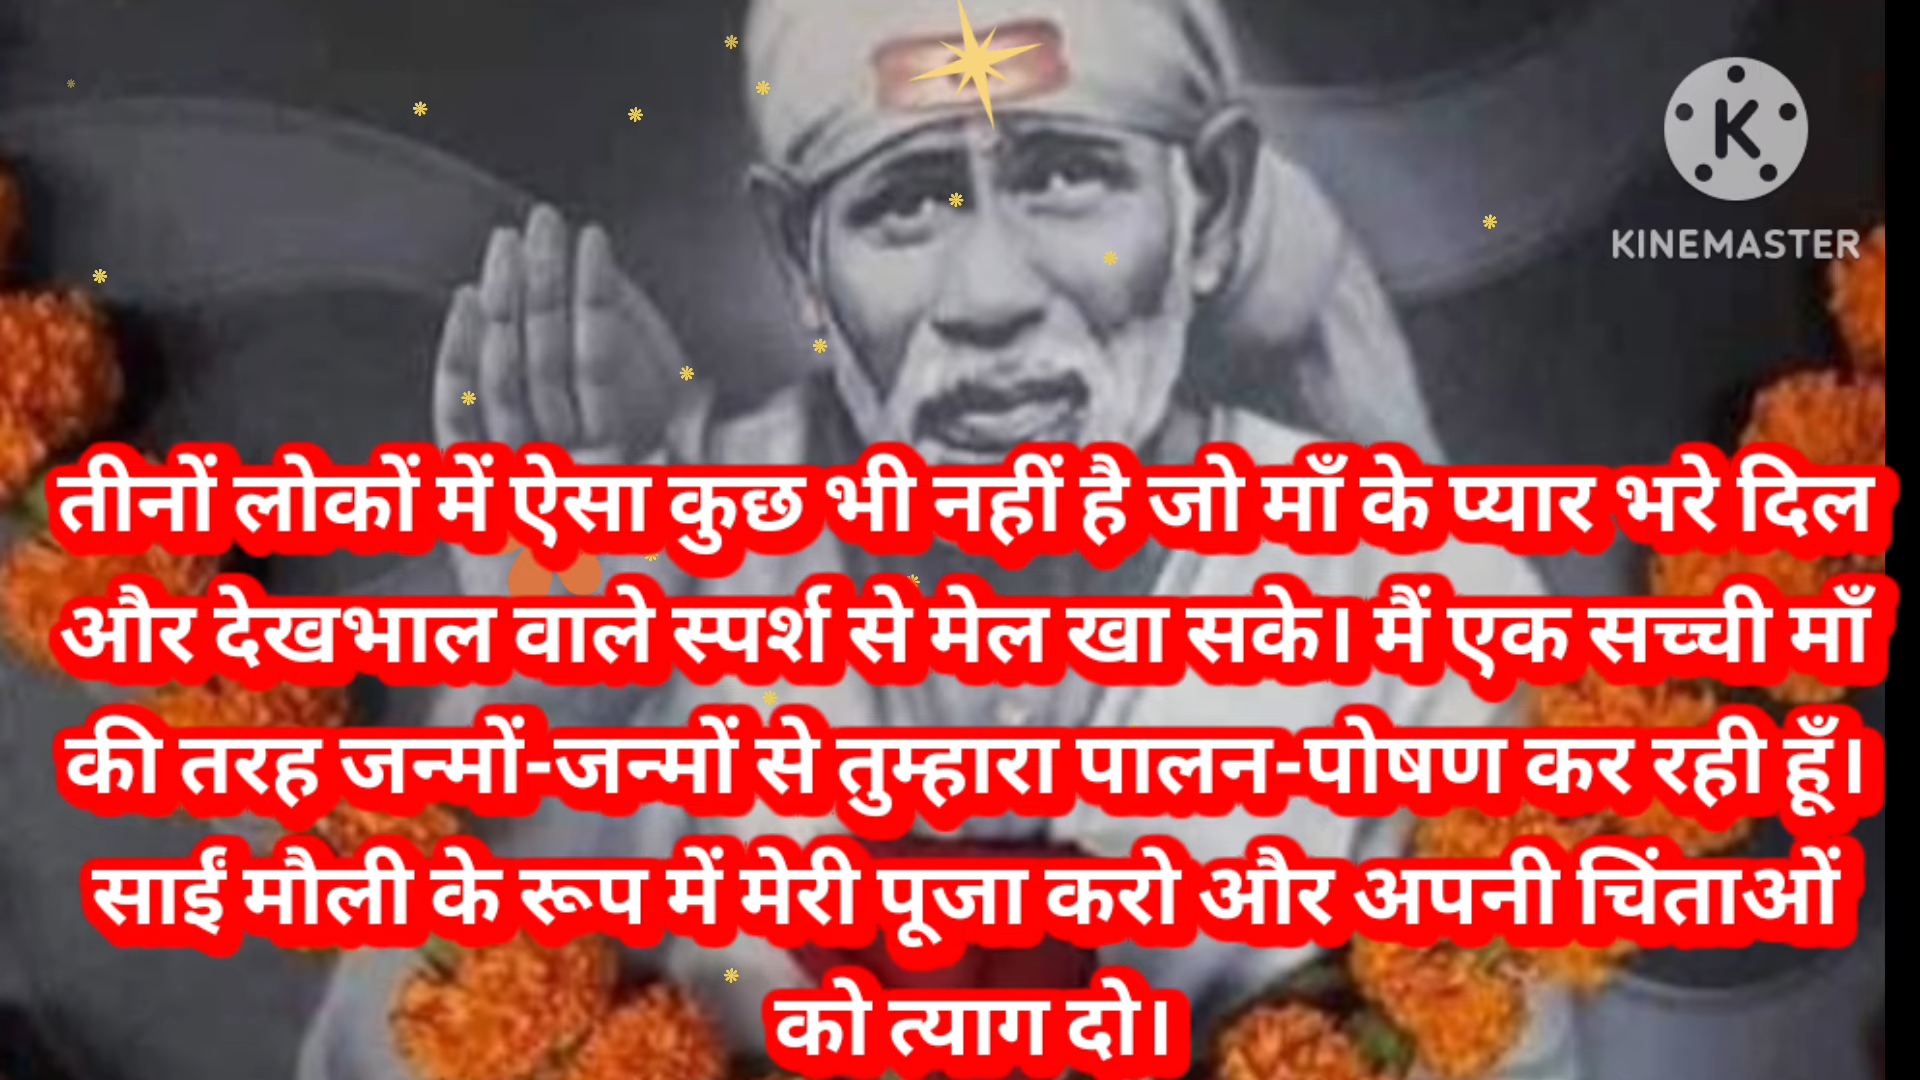 KINEMASTER
तीनों लोकों में ऐसा कुछ भी नहीं है जो माँ के प्यार भरे दिल
और देखभाल वाले स्पर्श से मेल खा सके। मैं एक सच्ची माँ
की तरह जन्मों-जन्मों से तुम्हारा पालन-पोषण कर रही हूँ।
साईं मौली के रूप में मेरी पूजा करो और अपनी चिंताओं
को त्याग दो।